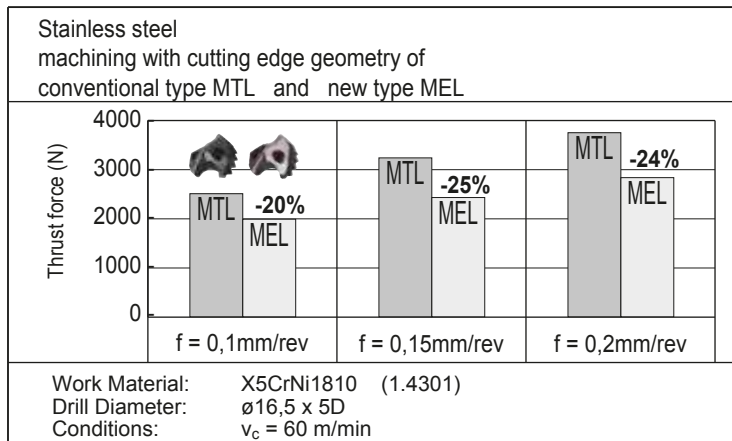 Stainless steel
machining with cutting edge geometry of
conventional type MTL and new type MEL
Thrust force (N)
4000
3000
2000
1000
0
MTL
-20%
MEL
MTL
-25%
MEL
MTL
-24%
MEL
f = 0,1mm/rev
f = 0,15mm/rev
f = 0,2mm/rev
Work Material: X5CrNi1810 (1.4301)
Drill Diameter: ø16,5 x 5D
Conditions: vc = 60 m/min